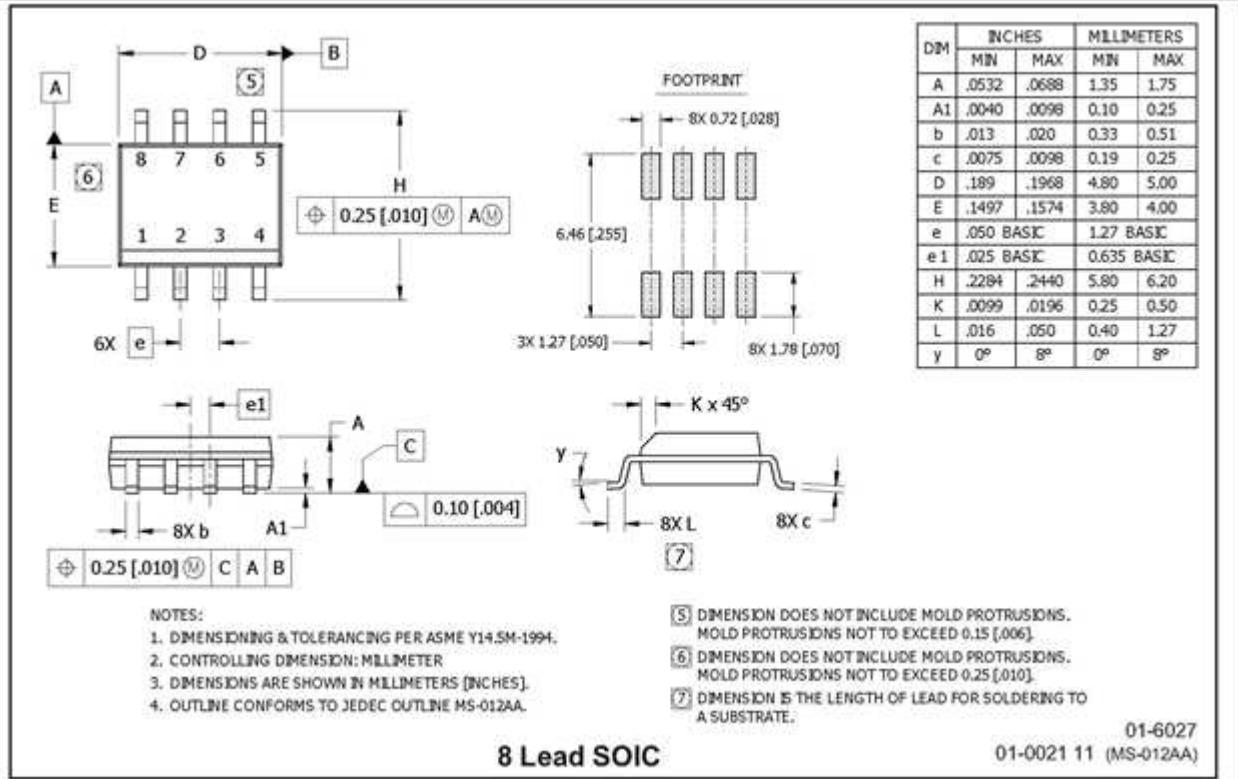 D
B
5
A
8 7 6 5
6
E
H
⌖ 0.25 [.010] Ⓜ A Ⓜ
1 2 3 4
6X e
FOOTPRINT
8X 0.72 [.028]
6.46 [.255]
3X 1.27 [.050]
8X 1.78 [.070]
DIM INCHES MILLIMETERS
MIN MAX MIN MAX
A .0532 .0688 1.35 1.75
A1 .0040 .0098 0.10 0.25
b .013 .020 0.33 0.51
c .0075 .0098 0.19 0.25
D .189 .1968 4.80 5.00
E .1497 .1574 3.80 4.00
e .050 BASIC 1.27 BASIC
e1 .025 BASIC 0.635 BASIC
H .2284 .2440 5.80 6.20
K .0099 .0196 0.25 0.50
L .016 .050 0.40 1.27
y 0° 8° 0° 8°
e1
A
C
0.10 [.004]
8X b
A1
⌖ 0.25 [.010] Ⓜ C A B
K x 45°
y
8X L
7
8X c
NOTES:
1. DIMENSIONING & TOLERANCING PER ASME Y14.5M-1994.
2. CONTROLLING DIMENSION: MILLIMETER
3. DIMENSIONS ARE SHOWN IN MILLIMETERS [INCHES].
4. OUTLINE CONFORMS TO JEDEC OUTLINE MS-012AA.
5 DIMENSION DOES NOT INCLUDE MOLD PROTRUSIONS.
MOLD PROTRUSIONS NOT TO EXCEED 0.15 [.006].
6 DIMENSION DOES NOT INCLUDE MOLD PROTRUSIONS.
MOLD PROTRUSIONS NOT TO EXCEED 0.25 [.010].
7 DIMENSION IS THE LENGTH OF LEAD FOR SOLDERING TO
A SUBSTRATE.
8 Lead SOIC
01-6027
01-0021 11 (MS-012AA)